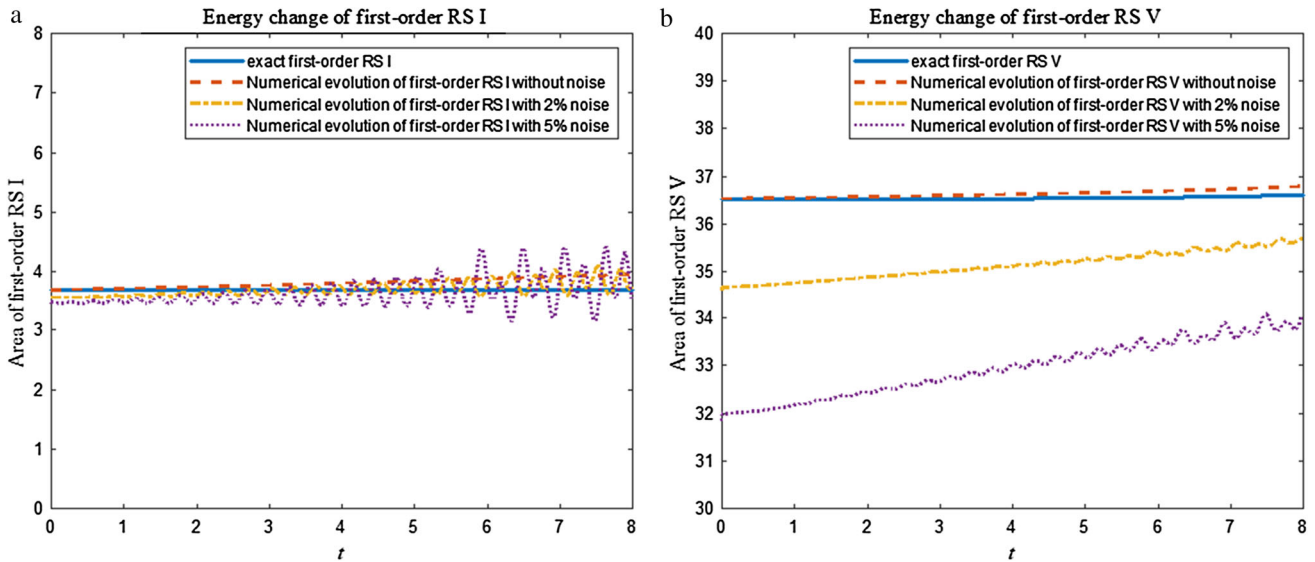 a
Energy change of first-order RS I
8
7
6
5
4
3
2
1
0
Area of first-order RS I
exact first-order RS I
Numerical evolution of first-order RS I without noise
Numerical evolution of first-order RS I with 2% noise
Numerical evolution of first-order RS I with 5% noise
0 1 2 3 4 5 6 7 8
t
b
Energy change of first-order RS V
40
39
38
37
36
35
34
33
32
31
30
Area of first-order RS V
exact first-order RS V
Numerical evolution of first-order RS V without noise
Numerical evolution of first-order RS V with 2% noise
Numerical evolution of first-order RS V with 5% noise
0 1 2 3 4 5 6 7 8
t